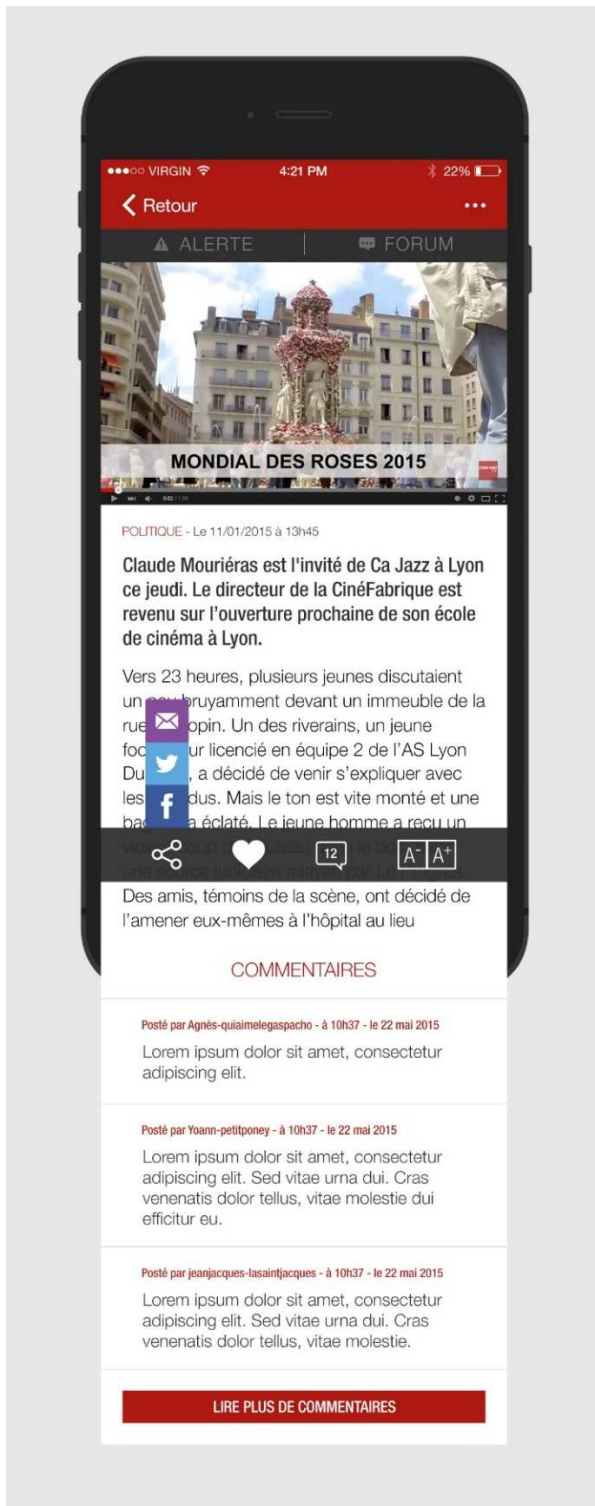 VIRGIN 4:21 PM 22%
Retour
ALERTE FORUM
MONDIAL DES ROSES 2015
POLITIQUE - Le 11/01/2015 à 13h45
Claude Mouriéras est l'invité de Ca Jazz à Lyon
ce jeudi. Le directeur de la CinéFabrique est
revenu sur l'ouverture prochaine de son école
de cinéma à Lyon.
Vers 23 heures, plusieurs jeunes discutaient
bruyamment devant un immeuble de la
rue opin. Un des riverains, un jeune
foo ur licencié en équipe 2 de l'AS Lyon
Du , a décidé de venir s'expliquer avec
les dus. Mais le ton est vite monté et une
a éclaté. Le jeune homme a reçu un
12 A- A+
Des amis, témoins de la scène, ont décidé de
l'amener eux-mêmes à l'hôpital au lieu
COMMENTAIRES
Posté par Agnès-quiaimelegaspacho - à 10h37 - le 22 mai 2015
Lorem ipsum dolor sit amet, consectetur
adipiscing elit.
Posté par Yoann-petitponey - à 10h37 - le 22 mai 2015
Lorem ipsum dolor sit amet, consectetur
adipiscing elit. Sed vitae urna dui. Cras
venenatis dolor tellus, vitae molestie dui
efficitur eu.
Posté par jeanjacques-lasaintjacques - à 10h37 - le 22 mai 2015
Lorem ipsum dolor sit amet, consectetur
adipiscing elit. Sed vitae urna dui. Cras
venenatis dolor tellus, vitae molestie.
LIRE PLUS DE COMMENTAIRES